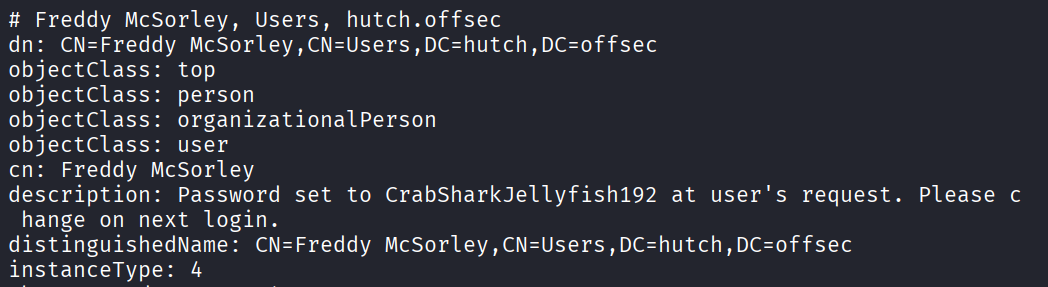 # Freddy McSorley, Users, hutch.offsec
dn: CN=Freddy McSorley,CN=Users,DC=hutch,DC=offsec
objectClass: top
objectClass: person
objectClass: organizationalPerson
objectClass: user
cn: Freddy McSorley
description: Password set to CrabSharkJellyfish192 at user's request. Please c
 hange on next login.
distinguishedName: CN=Freddy McSorley,CN=Users,DC=hutch,DC=offsec
instanceType: 4